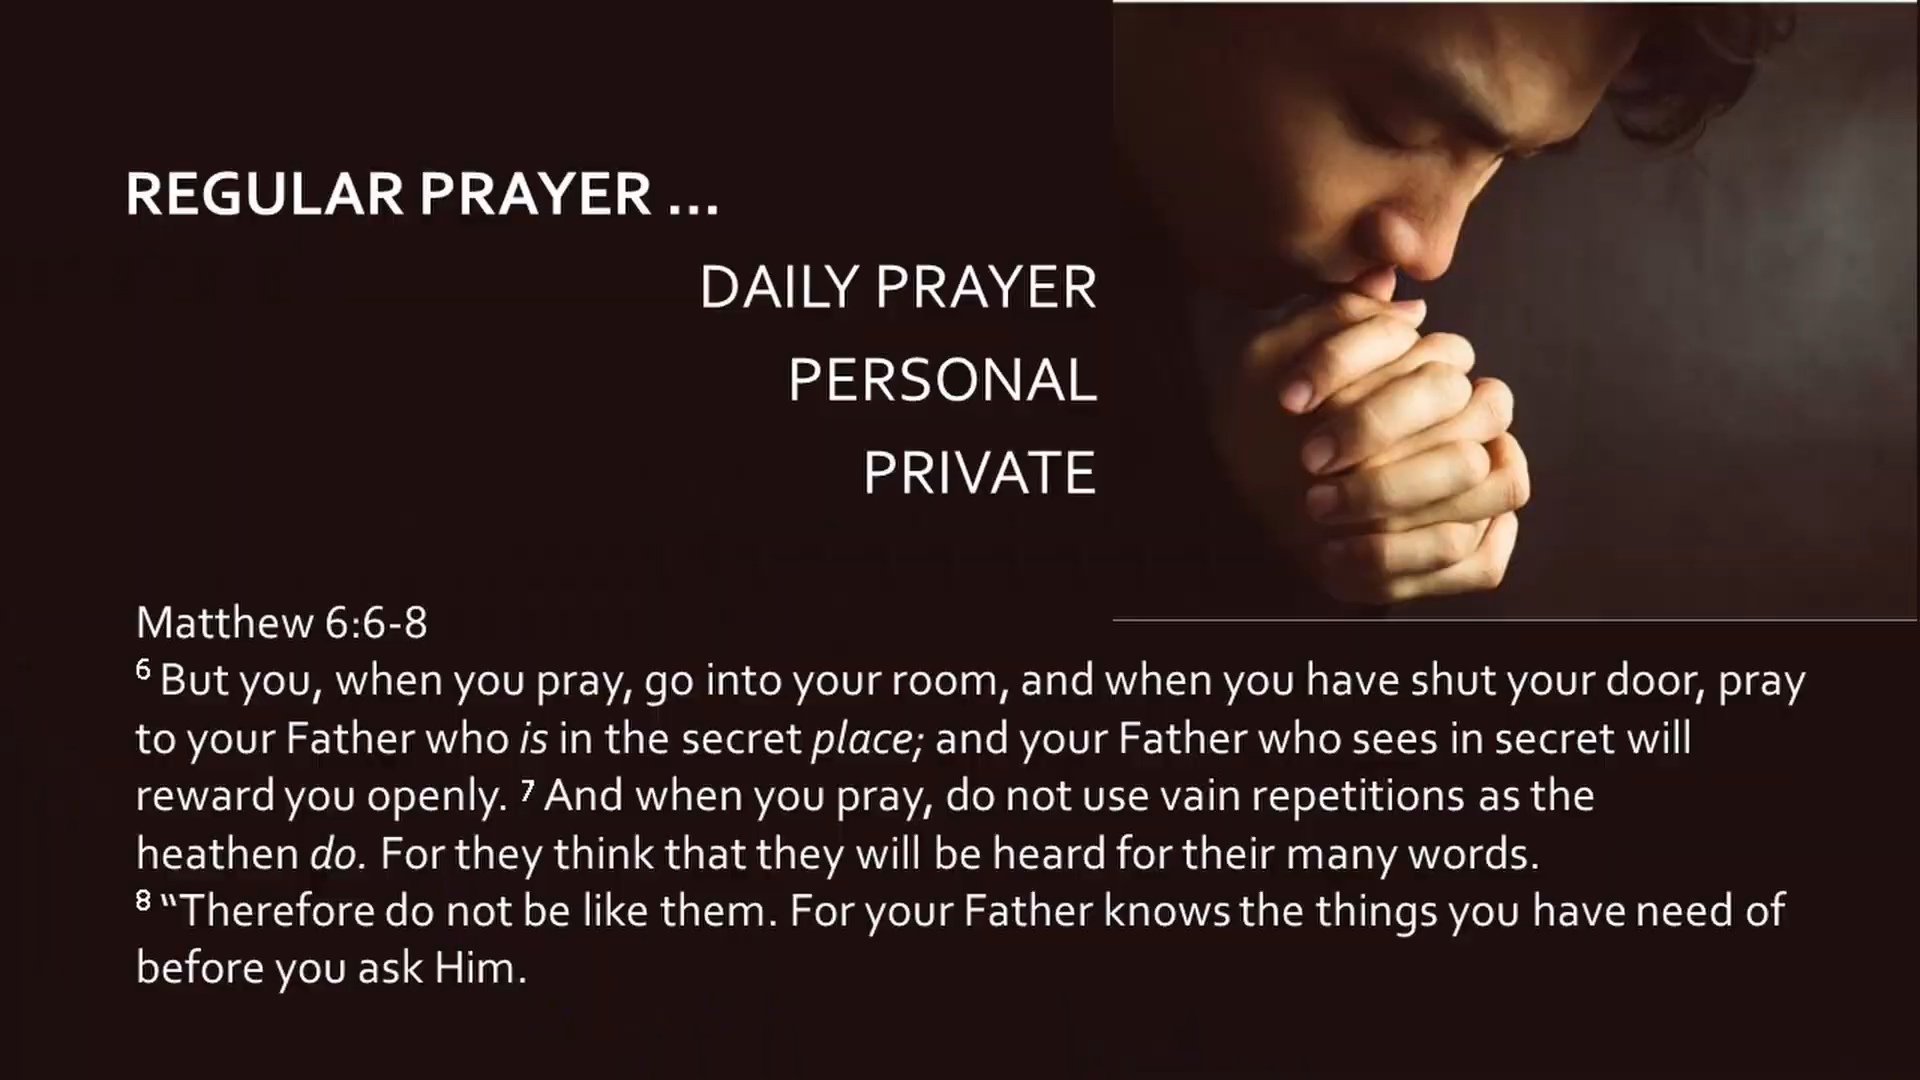 REGULAR PRAYER ...
DAILY PRAYER
PERSONAL
PRIVATE
Matthew 6:6-8
6 But you, when you pray, go into your room, and when you have shut your door, pray
to your Father who is in the secret place; and your Father who sees in secret will
reward you openly. 7 And when you pray, do not use vain repetitions as the
heathen do. For they think that they will be heard for their many words.
8 “Therefore do not be like them. For your Father knows the things you have need of
before you ask Him.